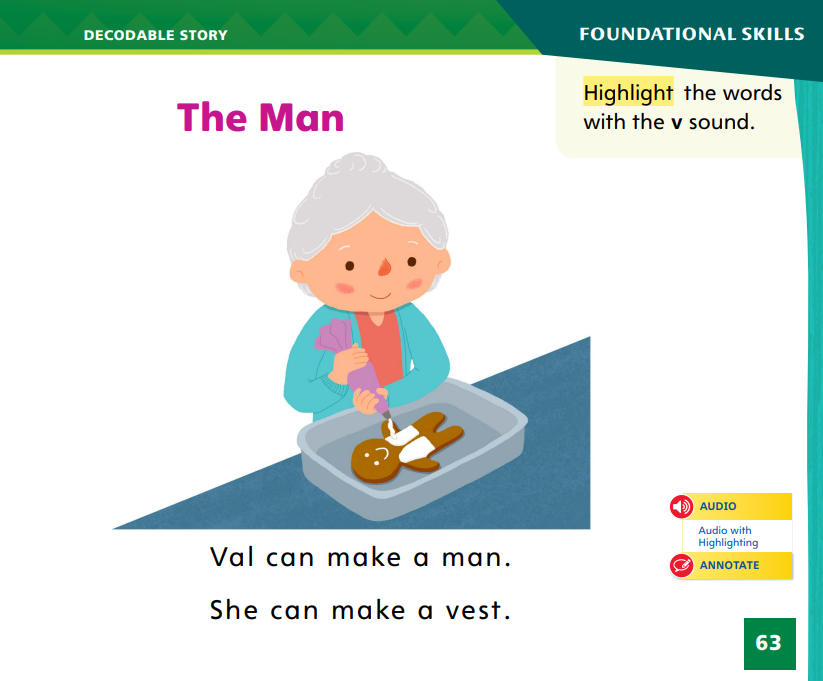 DECODABLE STORY
FOUNDATIONAL SKILLS
The Man
Highlight the words
with the v sound.
Val can make a man.
She can make a vest.
AUDIO
Audio with
Highlighting
ANNOTATE
63